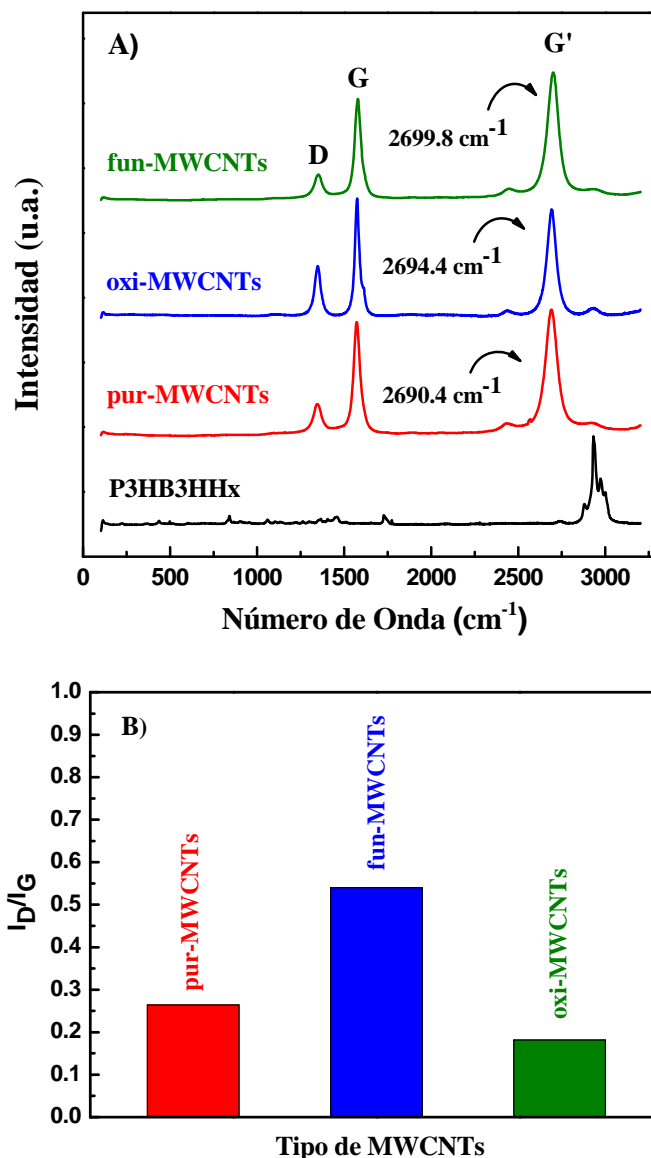 A)
G'
G
2699.8 cm-1
D
fun-MWCNTs
2694.4 cm-1
oxi-MWCNTs
2690.4 cm-1
pur-MWCNTs
P3HB3HHx
Intensidad (u.a.)
0 500 1000 1500 2000 2500 3000
Número de Onda (cm-1)
B)
1.0
0.9
0.8
0.7
0.6
0.5
0.4
0.3
0.2
0.1
0.0
ID/IG
pur-MWCNTs
fun-MWCNTs
oxi-MWCNTs
Tipo de MWCNTs